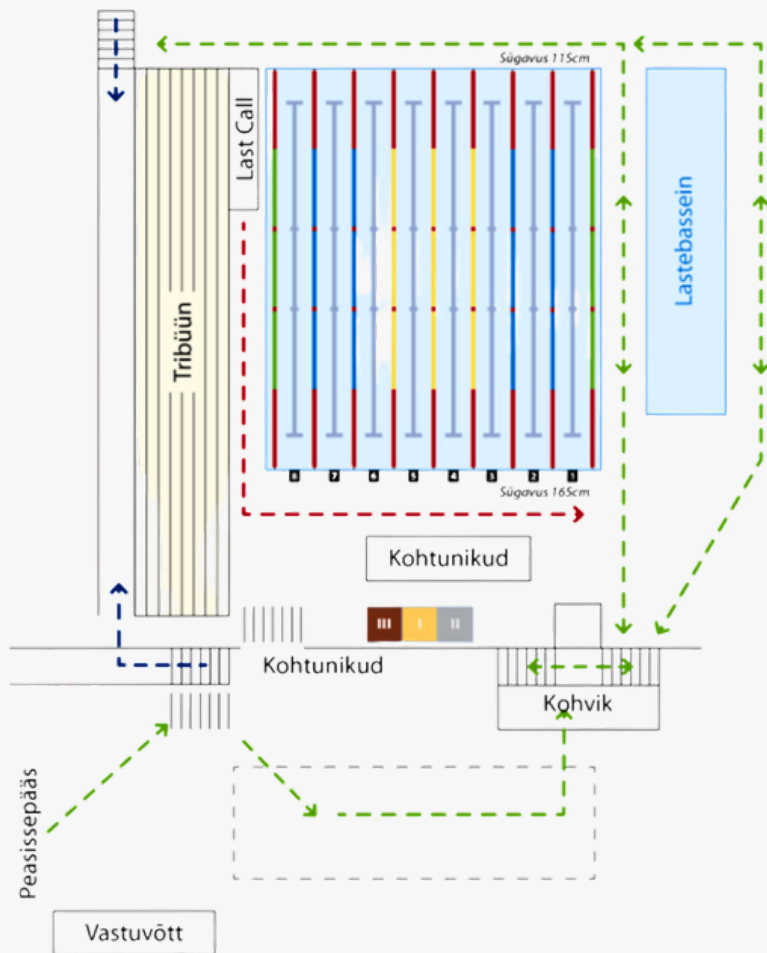 Sügavus 115cm
Last Call
Tribüün
Lastebassein
8 7 6 5 4 3 2 1
Sügavus 165cm
Kohtunikud
III I II
Kohtunikud
Kohvik
Peasissepääs
Vastuvõtt